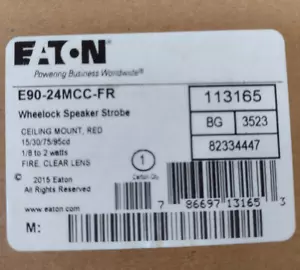 EATON
Powering Business Worldwide
E90-24MCC-FR
Wheelock Speaker Strobe
CEILING MOUNT, RED
15/30/75/95cd
1/8 to 2 watts
FIRE, CLEAR LENS
© 2015 Eaton
All Rights Reserved
www.eaton.com
M:
1
Carton Qty
113165
BG 3523
82334447
7 86697 13165 3